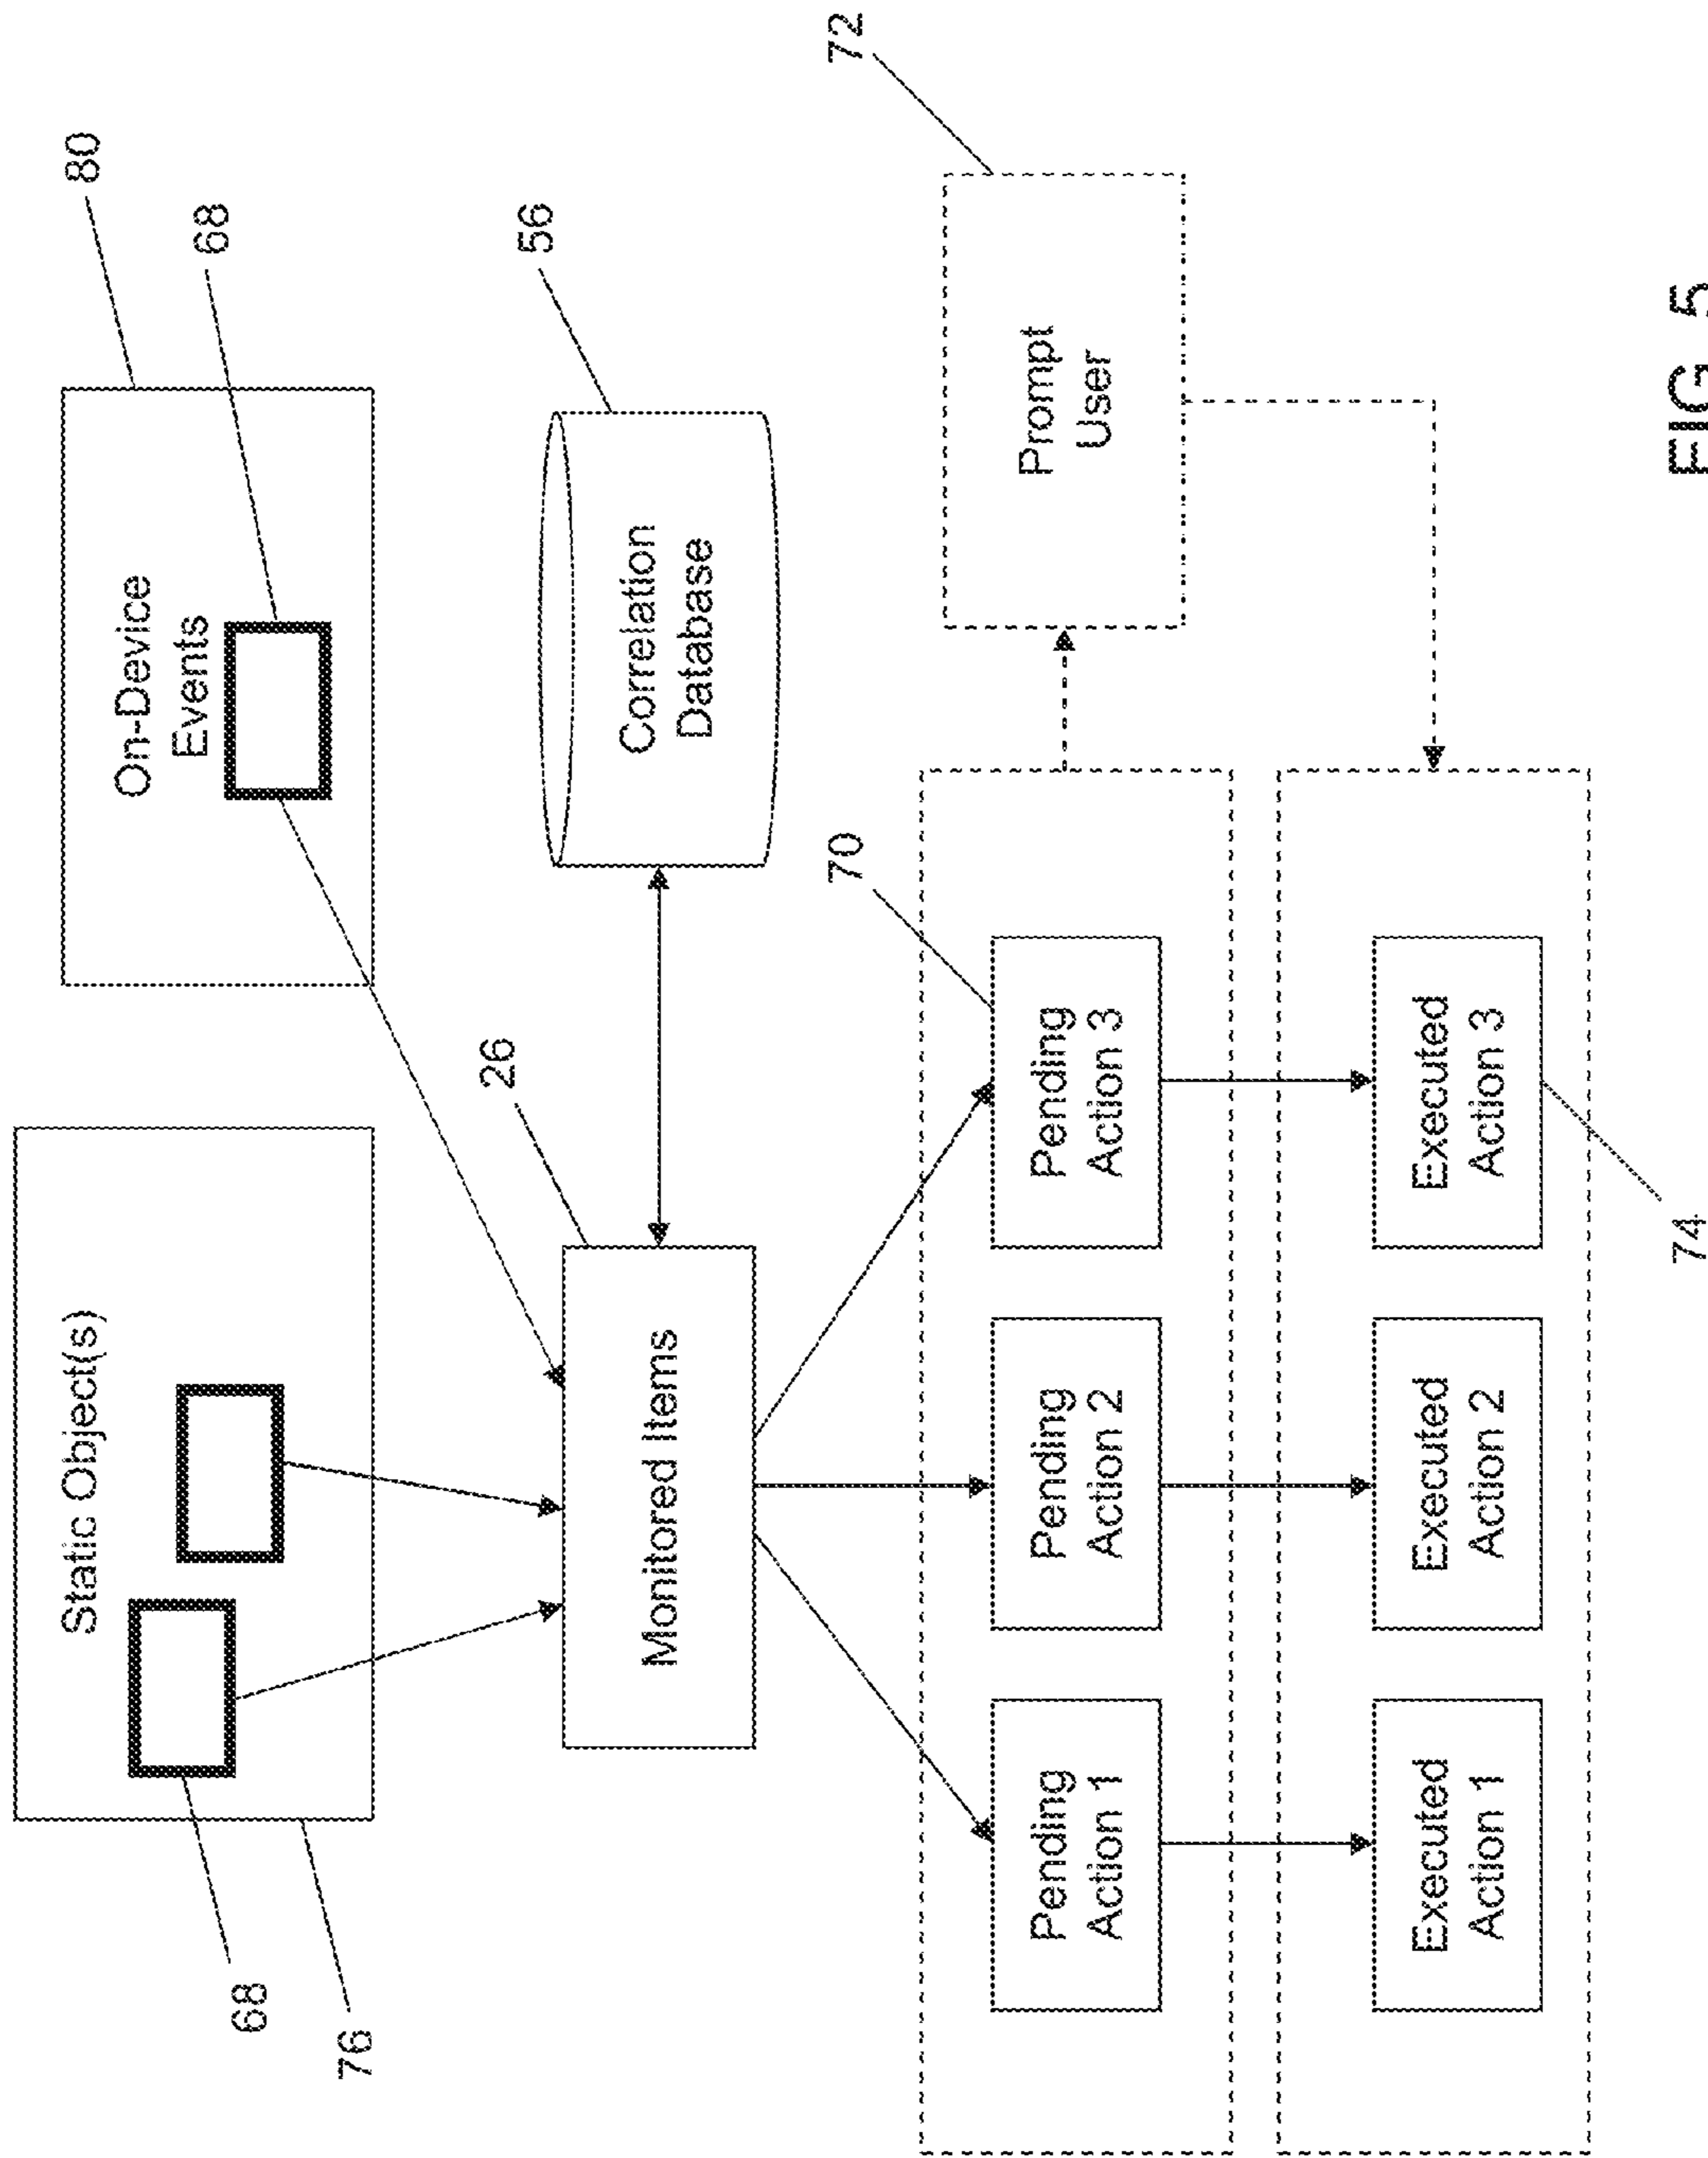 80
68
Static Object(s)
On-Device
Events
68
76
26
56
Monitored Items
Correlation
Database
70
72
Pending
Action 1
Pending
Action 2
Pending
Action 3
Prompt
User
Executed
Action 1
Executed
Action 2
Executed
Action 3
74
FIG. 5